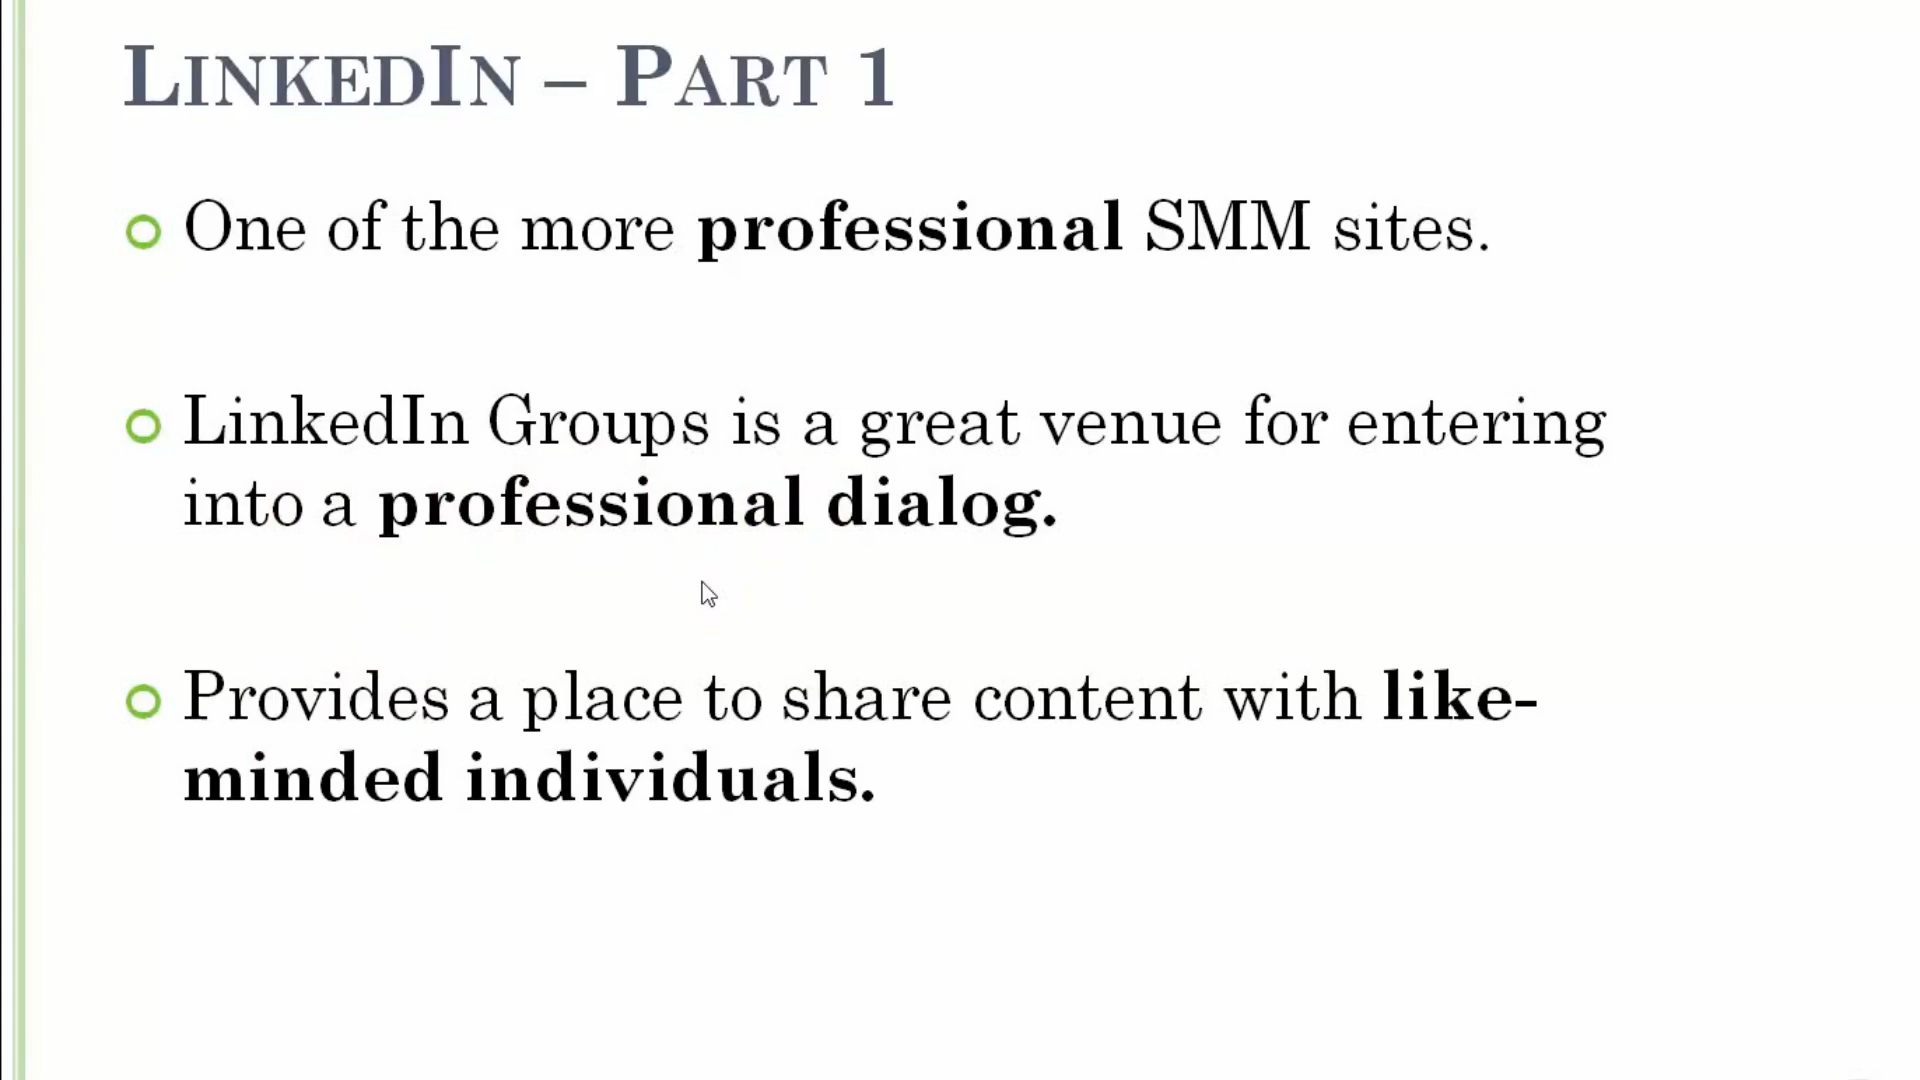 LinkedIn – Part 1
One of the more professional SMM sites.
LinkedIn Groups is a great venue for entering
into a professional dialog.
Provides a place to share content with like-
minded individuals.